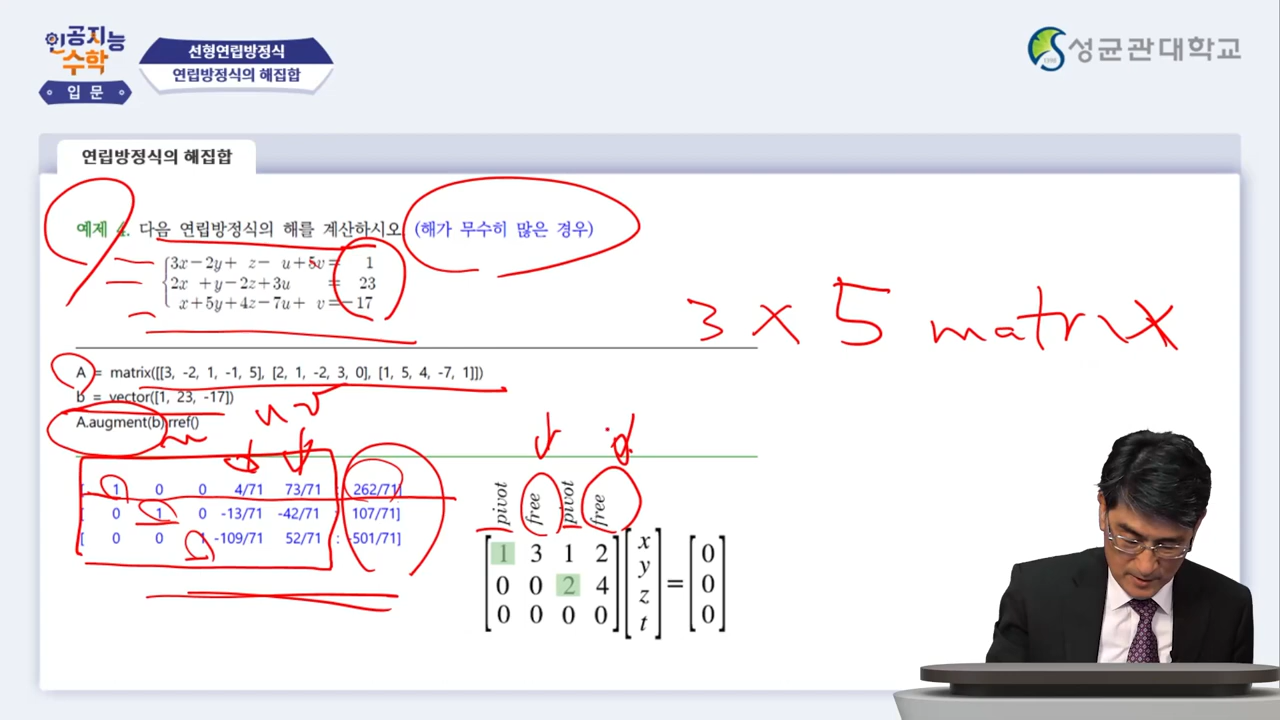 인공지능
수학
입문
선형연립방정식
연립방정식의 해집합
성균관대학교
연립방정식의 해집합
예제 4. 다음 연립방정식의 해를 계산하시오 (해가 무수히 많은 경우)
3x-2y+ z- u+5v= 1
2x +y-2z+3u = 23
x+5y+4z-7u+ v=-17
3 x 5 matrix
A = matrix([[3, -2, 1, -1, 5], [2, 1, -2, 3, 0], [1, 5, 4, -7, 1]])
b = vector([1, 23, -17])
A.augment(b).rref()
u v
[ 1 0 0 4/71 73/71 : 262/71]
[ 0 1 0 -13/71 -42/71 : 107/71]
[ 0 0 1 -109/71 52/71 : -501/71]
pivot free pivot free
1 3 1 2 x 0
0 0 2 4 y = 0
0 0 0 0 z 0
t